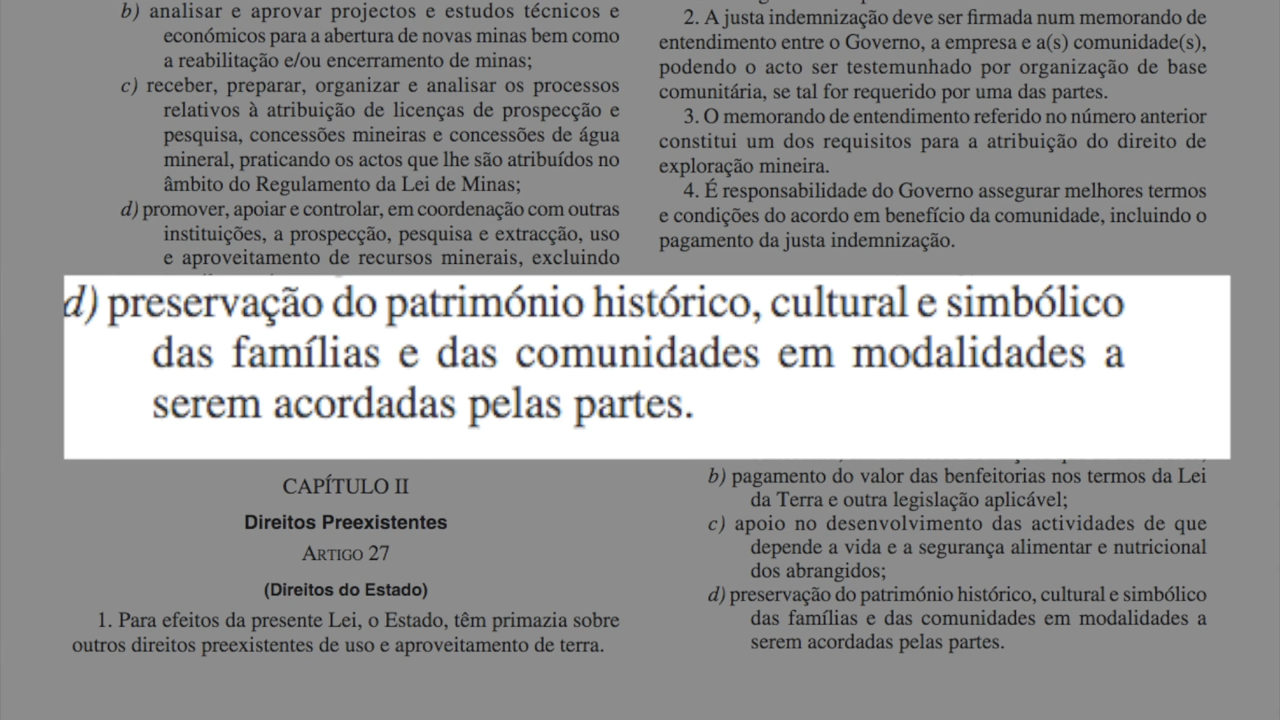 b) analisar e aprovar projectos e estudos técnicos e
económicos para a abertura de novas minas bem como
a reabilitação e/ou encerramento de minas;
c) receber, preparar, organizar e analisar os processos
relativos à atribuição de licenças de prospecção e
pesquisa, concessões mineiras e concessões de água
mineral, praticando os actos que lhe são atribuídos no
âmbito do Regulamento da Lei de Minas;
d) promover, apoiar e controlar, em coordenação com outras
instituições, a prospecção, pesquisa e extracção, uso
e aproveitamento de recursos minerais, excluindo
2. A justa indemnização deve ser firmada num memorando de
entendimento entre o Governo, a empresa e a(s) comunidade(s),
podendo o acto ser testemunhado por organização de base
comunitária, se tal for requerido por uma das partes.
3. O memorando de entendimento referido no número anterior
constitui um dos requisitos para a atribuição do direito de
exploração mineira.
4. É responsabilidade do Governo assegurar melhores termos
e condições do acordo em benefício da comunidade, incluindo o
pagamento da justa indemnização.
d) preservação do património histórico, cultural e simbólico
das famílias e das comunidades em modalidades a
serem acordadas pelas partes.
CAPÍTULO II
Direitos Preexistentes
ARTIGO 27
(Direitos do Estado)
1. Para efeitos da presente Lei, o Estado, têm primazia sobre
outros direitos preexistentes de uso e aproveitamento de terra.
b) pagamento do valor das benfeitorias nos termos da Lei
da Terra e outra legislação aplicável;
c) apoio no desenvolvimento das actividades de que
depende a vida e a segurança alimentar e nutricional
dos abrangidos;
d) preservação do património histórico, cultural e simbólico
das famílias e das comunidades em modalidades a
serem acordadas pelas partes.